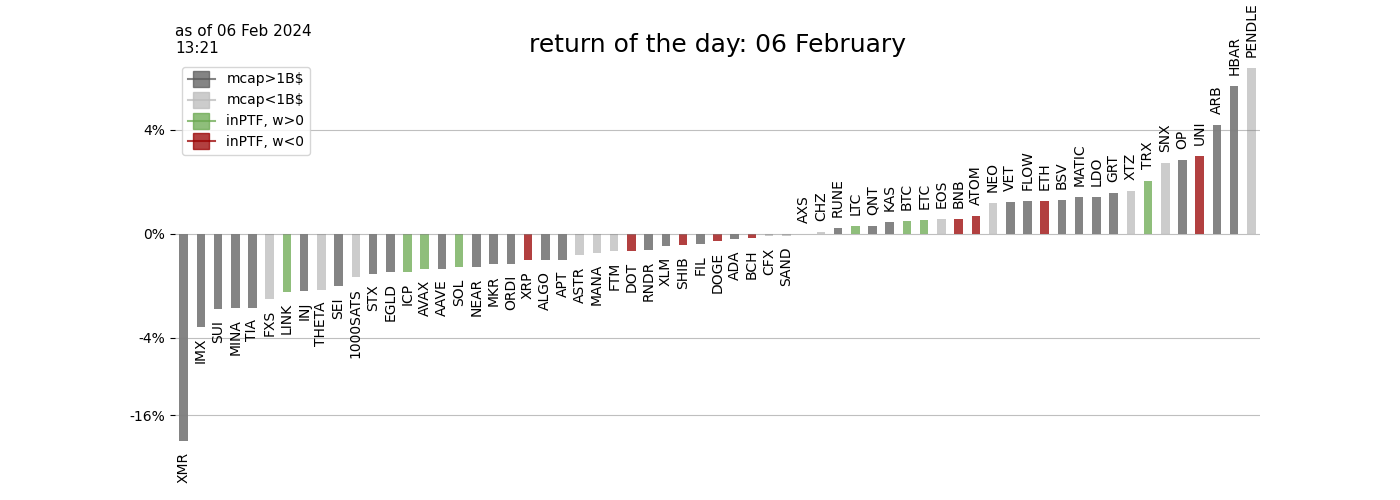 as of 06 Feb 2024
13:21
return of the day: 06 February
mcap>1B$
mcap<1B$
inPTF, w>0
inPTF, w<0
4%
0%
-4%
-16%
XMR
IMX
SUI
MINA
TIA
FXS
LINK
INJ
THETA
SEI
1000SATS
STX
EGLD
ICP
AVAX
AAVE
SOL
NEAR
MKR
ORDI
XRP
ALGO
APT
ASTR
MANA
FTM
DOT
RNDR
XLM
SHIB
FIL
DOGE
ADA
BCH
CFX
SAND
AXS
CHZ
RUNE
LTC
QNT
KAS
BTC
ETC
EOS
BNB
ATOM
NEO
VET
FLOW
ETH
BSV
MATIC
LDO
GRT
XTZ
TRX
SNX
OP
UNI
ARB
HBAR
PENDLE